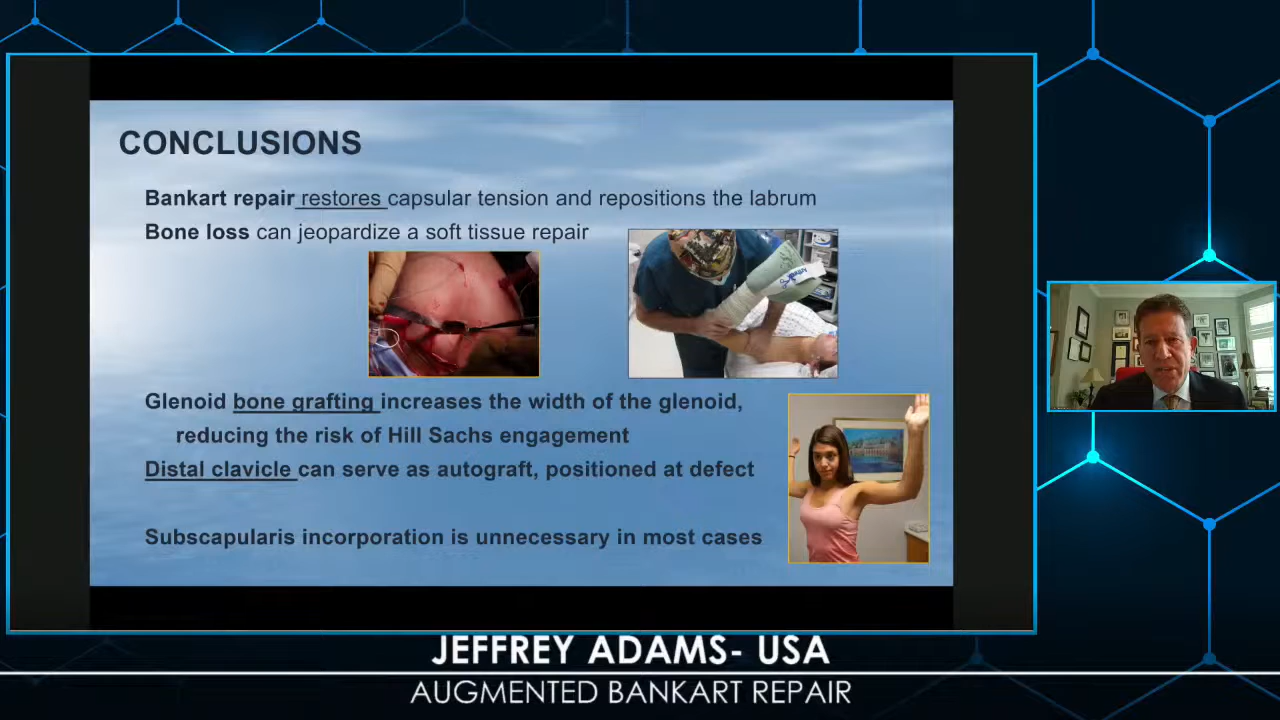 CONCLUSIONS
Bankart repair restores capsular tension and repositions the labrum
Bone loss can jeopardize a soft tissue repair
Glenoid bone grafting increases the width of the glenoid,
reducing the risk of Hill Sachs engagement
Distal clavicle can serve as autograft, positioned at defect
Subscapularis incorporation is unnecessary in most cases
JEFFREY ADAMS- USA
AUGMENTED BANKART REPAIR